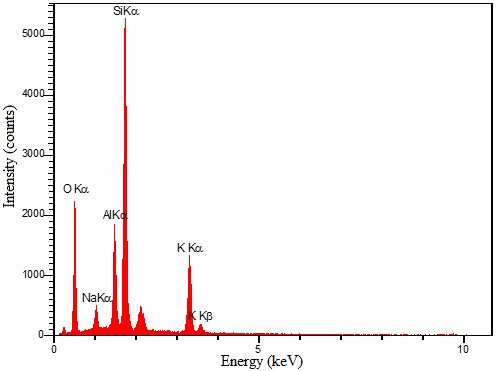 SiKα
5000
4000
Intensity (counts)
3000
O Kα
AlKα
2000
K Kα
1000
NaKα
K Kβ
0
0 5 10
Energy (keV)